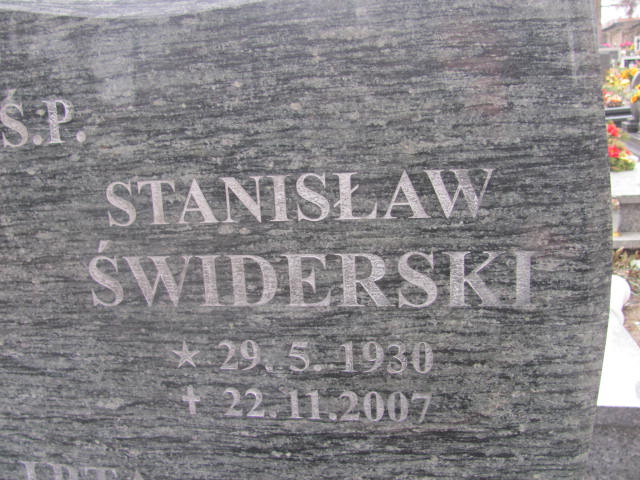 Ś.P.
STANISŁAW
ŚWIDERSKI
★ 29. 5. 1930
✝ 22.11.2007